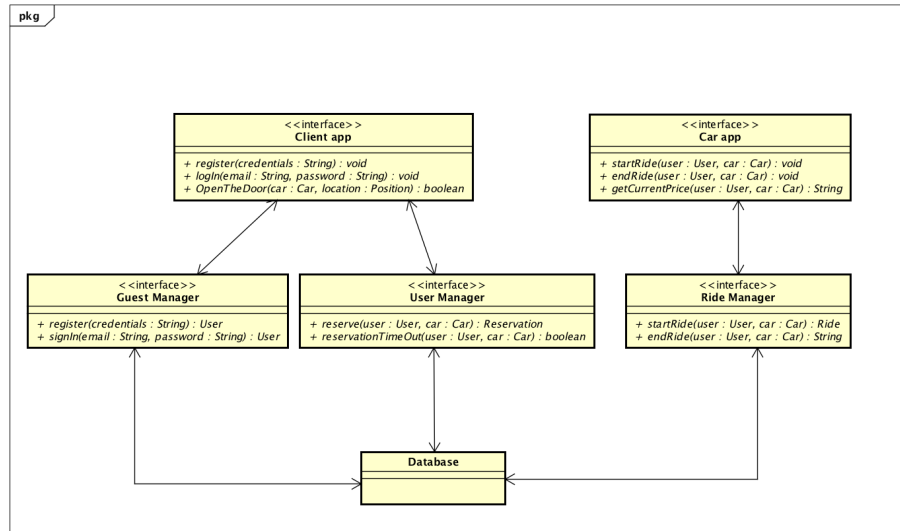 pkg
<<interface>>
Client app
+ register(credentials : String) : void
+ logIn(email : String, password : String) : void
+ OpenTheDoor(car : Car, location : Position) : boolean
<<interface>>
Car app
+ startRide(user : User, car : Car) : void
+ endRide(user : User, car : Car) : void
+ getCurrentPrice(user : User, car : Car) : String
<<interface>>
Guest Manager
+ register(credentials : String) : User
+ signIn(email : String, password : String) : User
<<interface>>
User Manager
+ reserve(user : User, car : Car) : Reservation
+ reservationTimeOut(user : User, car : Car) : boolean
<<interface>>
Ride Manager
+ startRide(user : User, car : Car) : Ride
+ endRide(user : User, car : Car) : String
Database